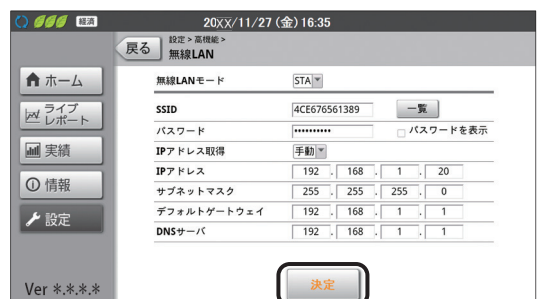 経済 20XX/11/27 (金) 16:35
戻る 設定 > 高機能 >
無線LAN
ホーム
ライブ
レポート
実績
情報
設定
Ver *.*.*.*
無線LANモード STA
SSID 4CE676561389 一覧
パスワード •••••••••• パスワードを表示
IPアドレス取得 手動
IPアドレス 192 . 168 . 1 . 20
サブネットマスク 255 . 255 . 255 . 0
デフォルトゲートウェイ 192 . 168 . 1 . 1
DNSサーバ 192 . 168 . 1 . 1
決定